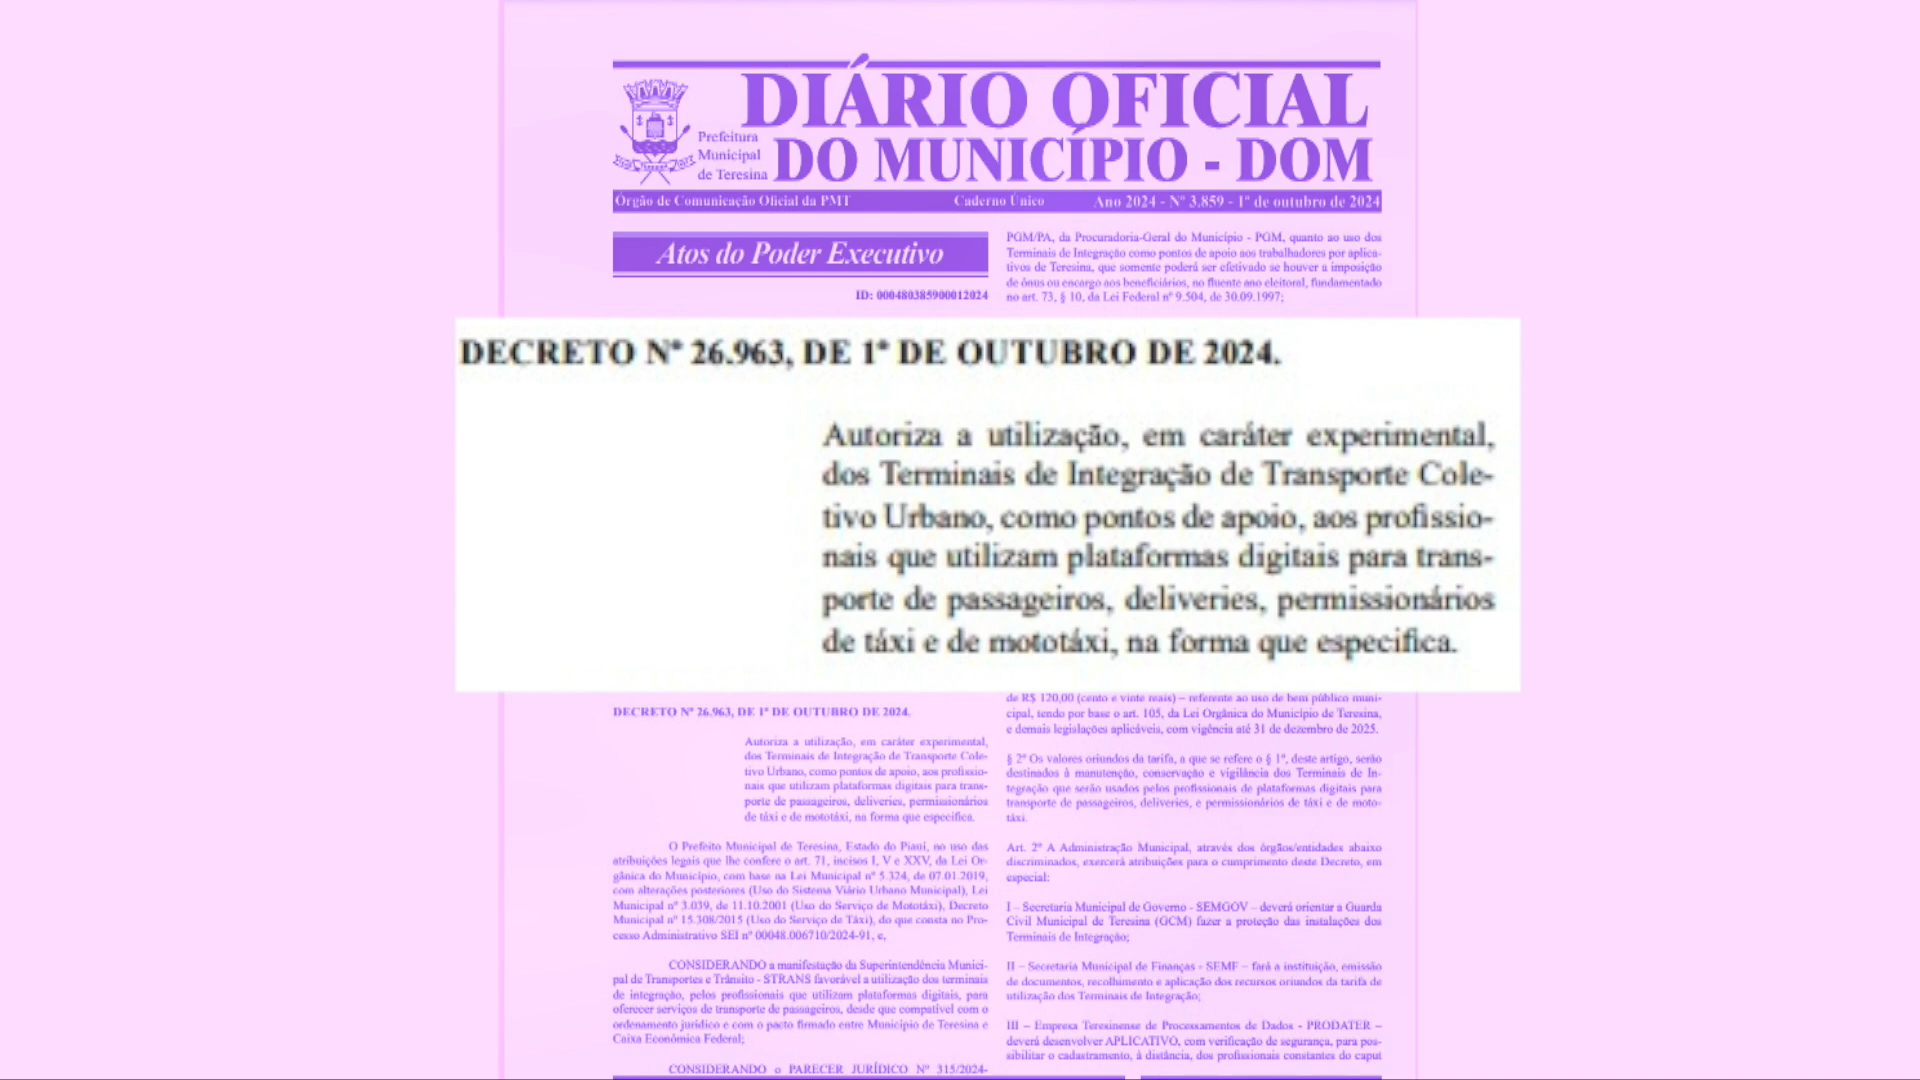 DIÁRIO OFICIAL
DO MUNICÍPIO - DOM
Prefeitura
Municipal
de Teresina
Órgão de Comunicação Oficial da PMT Caderno Único Ano 2024 - Nº 3.859 - 1º de outubro de 2024
Atos do Poder Executivo
ID: 000480385900012024
DECRETO Nº 26.963, DE 1º DE OUTUBRO DE 2024.
Autoriza a utilização, em caráter experimental,
dos Terminais de Integração de Transporte Cole-
tivo Urbano, como pontos de apoio, aos profissio-
nais que utilizam plataformas digitais para trans-
porte de passageiros, deliveries, permissionários
de táxi e de mototáxi, na forma que especifica.
DECRETO Nº 26.963, DE 1º DE OUTUBRO DE 2024.
Autoriza a utilização, em caráter experimental,
dos Terminais de Integração de Transporte Cole-
tivo Urbano, como pontos de apoio, aos profissio-
nais que utilizam plataformas digitais para trans-
porte de passageiros, deliveries, permissionários
de táxi e de mototáxi, na forma que especifica.
O Prefeito Municipal de Teresina, Estado do Piauí, no uso das
atribuições legais que lhe confere o art. 71, incisos I, V e XXV, da Lei Or-
gânica do Município, com base na Lei Municipal nº 5.324, de 07.01.2019,
com alterações posteriores (Uso do Sistema Viário Urbano Municipal), Lei
Municipal nº 3.039, de 11.10.2001 (Uso do Serviço de Mototáxi), Decreto
Municipal nº 15.308/2015 (Uso do Serviço de Táxi), do que consta no Pro-
cesso Administrativo SEI nº 00048.006710/2024-91, e,
CONSIDERANDO a manifestação da Superintendência Munici-
pal de Transportes e Trânsito - STRANS favorável a utilização dos terminais
de integração, pelos profissionais que utilizam plataformas digitais, para
oferecer serviços de transporte de passageiros, desde que compatível com o
ordenamento jurídico e com o pacto firmado entre Município de Teresina e
Caixa Econômica Federal;
CONSIDERANDO o PARECER JURÍDICO Nº 315/2024-
PGM/PA, da Procuradoria-Geral do Município - PGM, quanto ao uso dos
Terminais de Integração como pontos de apoio aos trabalhadores por aplica-
tivos de Teresina, que somente poderá ser efetivado se houver a imposição
de ônus ou encargo aos beneficiários, no fluente ano eleitoral, fundamentado
no art. 73, § 10, da Lei Federal nº 9.504, de 30.09.1997;
de R$ 120,00 (cento e vinte reais) – referente ao uso de bem público muni-
cipal, tendo por base o art. 105, da Lei Orgânica do Município de Teresina,
e demais legislações aplicáveis, com vigência até 31 de dezembro de 2025.
§ 2º Os valores oriundos da tarifa, a que se refere o § 1º, deste artigo, serão
destinados à manutenção, conservação e vigilância dos Terminais de In-
tegração que serão usados pelos profissionais de plataformas digitais para
transporte de passageiros, deliveries, e permissionários de táxi e de moto-
táxi.
Art. 2º A Administração Municipal, através dos órgãos/entidades abaixo
discriminados, exercerá atribuições para o cumprimento deste Decreto, em
especial:
I – Secretaria Municipal de Governo - SEMGOV – deverá orientar a Guarda
Civil Municipal de Teresina (GCM) fazer a proteção das instalações dos
Terminais de Integração;
II – Secretaria Municipal de Finanças - SEMF – fará a instituição, emissão
de documentos, recolhimento e aplicação dos recursos oriundos da tarifa de
utilização dos Terminais de Integração;
III – Empresa Teresinense de Processamentos de Dados - PRODATER –
deverá desenvolver APLICATIVO, com verificação de segurança, para pos-
sibilitar o cadastramento, à distância, dos profissionais constantes do caput